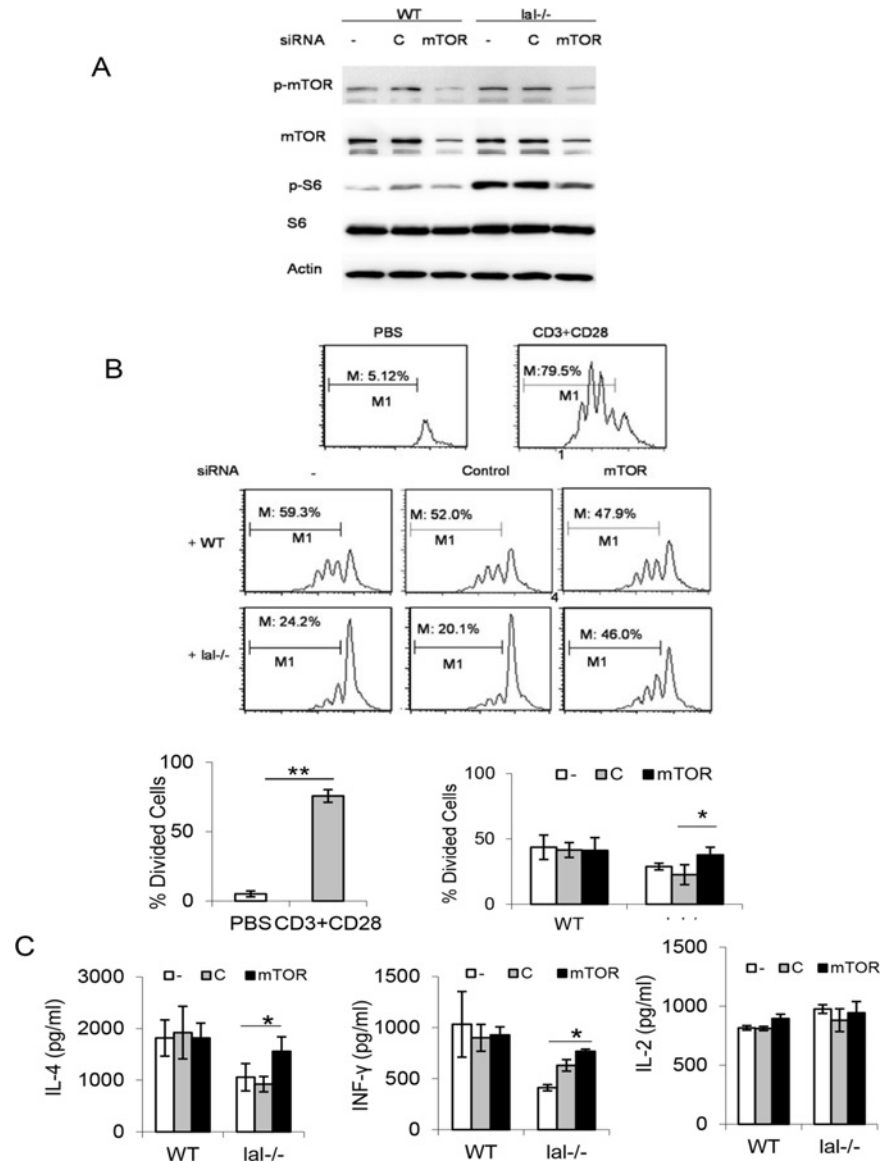 WT lal-/-
siRNA - C mTOR - C mTOR
A
p-mTOR
mTOR
p-S6
S6
Actin
B
PBS CD3+CD28
M: 5.12%
M1
M:79.5%
M1
1
siRNA - Control mTOR
+ WT
M: 59.3%
M1
M: 52.0%
M1
M: 47.9%
M1
4
+ lal-/-
M: 24.2%
M1
M: 20.1%
M1
M: 46.0%
M1
% Divided Cells
100
50
0
**
PBS CD3+CD28
% Divided Cells
100
50
0
- C mTOR
*
WT
C
IL-4 (pg/ml)
3000
2000
1000
0
- C mTOR
*
WT lal-/-
INF-γ (pg/ml)
1500
1000
500
0
- C mTOR
*
WT lal-/-
IL-2 (pg/ml)
1500
1000
500
0
- C mTOR
WT lal-/-